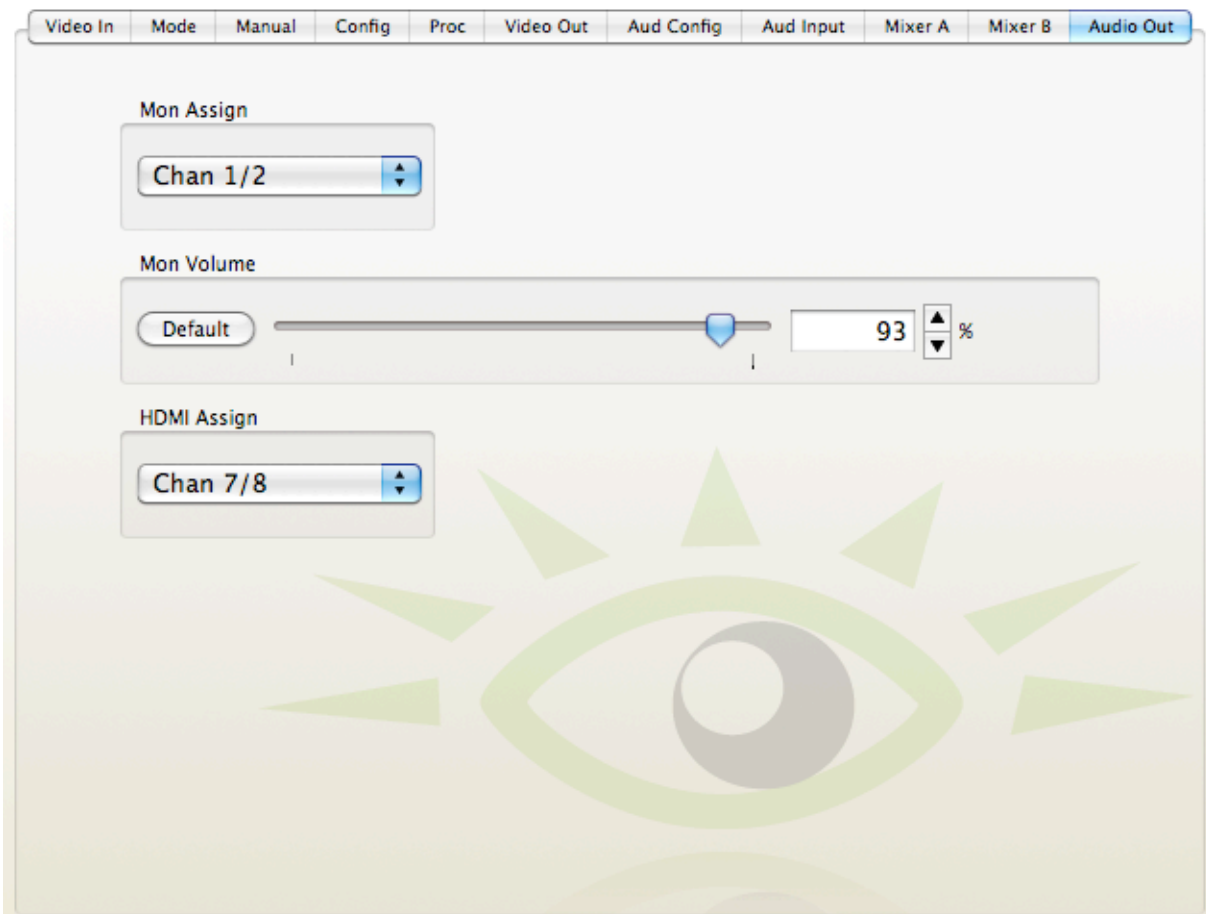 Video In Mode Manual Config Proc Video Out Aud Config Aud Input Mixer A Mixer B Audio Out
Mon Assign
Chan 1/2
Mon Volume
Default 93 %
HDMI Assign
Chan 7/8